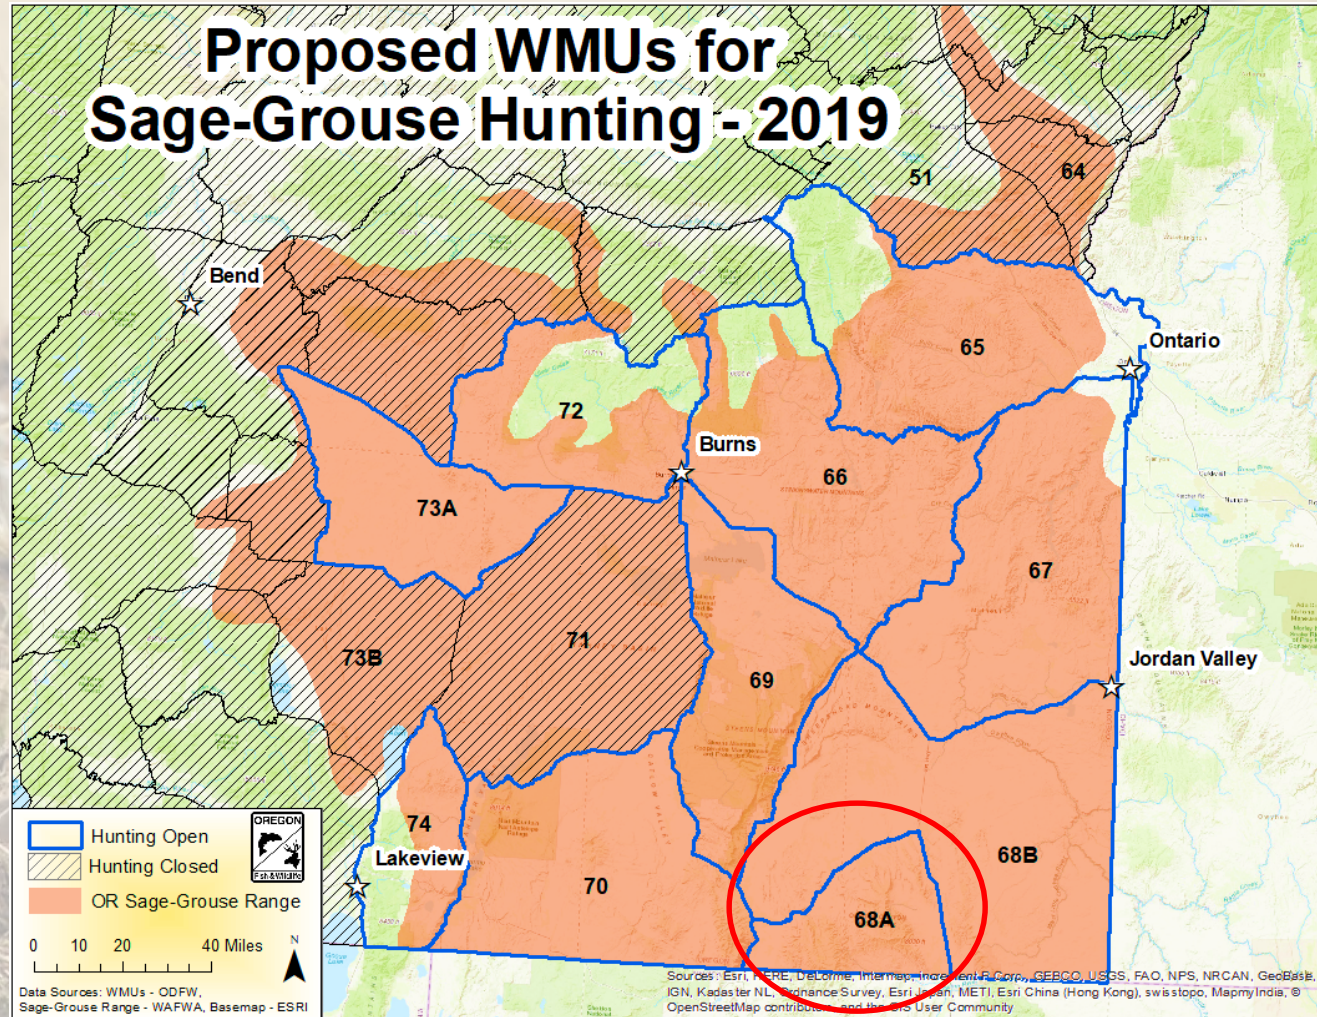 Proposed WMUs for
Sage-Grouse Hunting - 2019
51
64
Bend
65
Ontario
72
Burns
66
73A
67
71
73B
Jordan Valley
69
74
Lakeview
68B
70
68A
Hunting Open
Hunting Closed
OR Sage-Grouse Range
OREGON
Fish & Wildlife
0 10 20 40 Miles
N
Data Sources: WMUs - ODFW,
Sage-Grouse Range - WAFWA, Basemap - ESRI
Sources: Esri, HERE, DeLorme, Intermap, increment P Corp., GEBCO, USGS, FAO, NPS, NRCAN, GeoBase,
IGN, Kadaster NL, Ordnance Survey, Esri Japan, METI, Esri China (Hong Kong), swisstopo, MapmyIndia, ©
OpenStreetMap contributors, and the GIS User Community